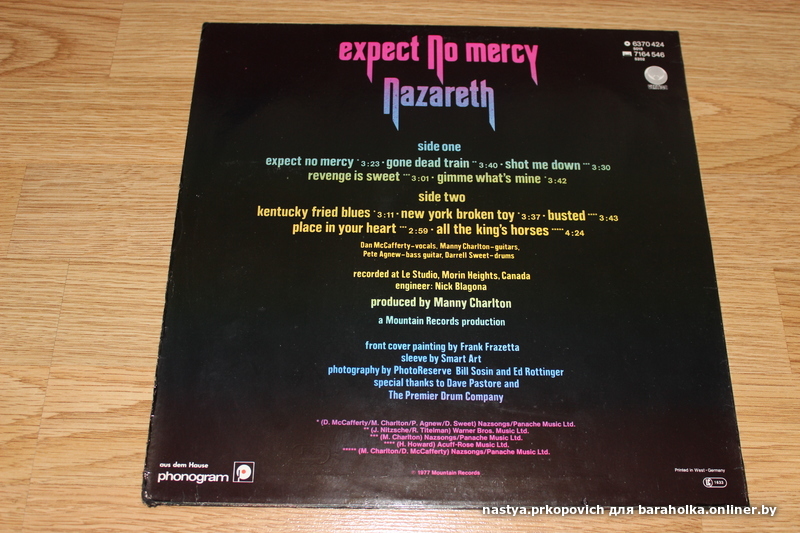 expect No mercy
Nazareth
6370 424
7164 546
side one
expect no mercy * 3:23 · gone dead train ** 3:40 · shot me down *** 3:30
revenge is sweet *** 3:01 · gimme what's mine * 3:42
side two
kentucky fried blues * 3:11 · new york broken toy * 3:37 · busted **** 3:43
place in your heart *** 2:59 · all the king's horses ***** 4:24
Dan McCafferty–vocals, Manny Charlton–guitars,
Pete Agnew–bass guitar, Darrell Sweet–drums
recorded at Le Studio, Morin Heights, Canada
engineer: Nick Blagona
produced by Manny Charlton
a Mountain Records production
front cover painting by Frank Frazetta
sleeve by Smart Art
photography by PhotoReserve Bill Sosin and Ed Rottinger
special thanks to Dave Pastore and
The Premier Drum Company
* (D. McCafferty/M. Charlton/P. Agnew/D. Sweet) Nazsongs/Panache Music Ltd.
** (J. Nitzsche/R. Titelman) Warner Bros. Music Ltd.
*** (M. Charlton) Nazsongs/Panache Music Ltd.
**** (H. Howard) Acuff-Rose Music Ltd.
***** (M. Charlton/D. McCafferty) Nazsongs/Panache Music Ltd.
aus dem House
phonogram
© 1977 Mountain Records
Printed in West-Germany
nastya.prkopovich для baraholka.onliner.by